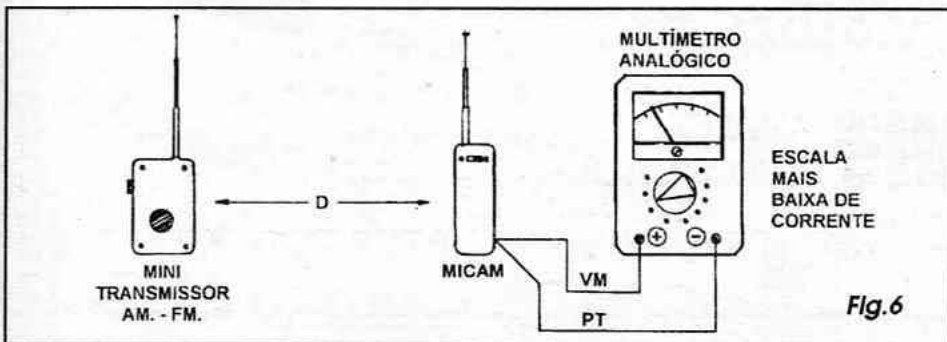 MULTÍMETRO
ANALÓGICO
ESCALA
MAIS
BAIXA DE
CORRENTE
D
MINI
TRANSMISSOR
AM. - FM.
MICAM
VM
PT
+
−
Fig.6